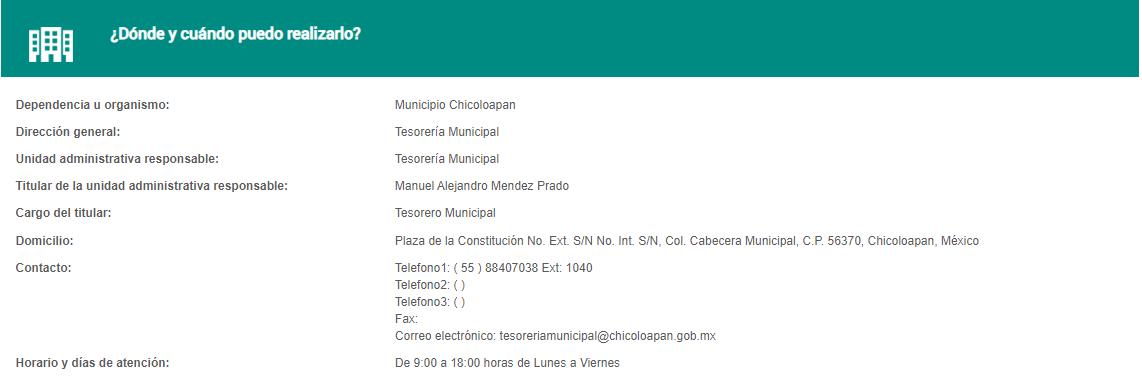 ¿Dónde y cuándo puedo realizarlo?
Dependencia u organismo: Municipio Chicoloapan
Dirección general: Tesorería Municipal
Unidad administrativa responsable: Tesorería Municipal
Titular de la unidad administrativa responsable: Manuel Alejandro Mendez Prado
Cargo del titular: Tesorero Municipal
Domicilio: Plaza de la Constitución No. Ext. S/N No. Int. S/N, Col. Cabecera Municipal, C.P. 56370, Chicoloapan, México
Contacto: Telefono1: ( 55 ) 88407038 Ext: 1040
Telefono2: ( )
Telefono3: ( )
Fax:
Correo electrónico: tesoreriamunicipal@chicoloapan.gob.mx
Horario y días de atención: De 9:00 a 18:00 horas de Lunes a Viernes